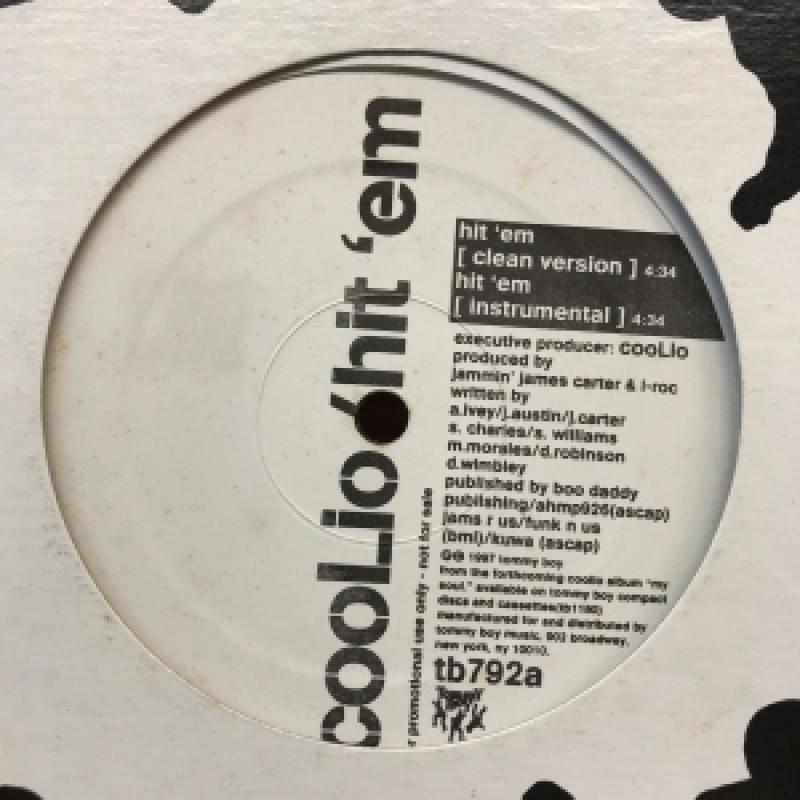 cooLio/hit 'em
hit 'em
[ clean version ] 4:34
hit 'em
[ instrumental ] 4:34
executive producer: cooLio
produced by
jammin' james carter & i-roc
written by
a.ivey/j.austin/j.carter
s. charles/s. williams
m.morales/d.robinson
d.wimbley
published by boo daddy
publishing/ahmp926(ascap)
jams r us/funk n us
(bmi)/kuwa (ascap)
©℗ 1997 tommy boy
from the forthcoming coolio album "my
soul." available on tommy boy compact
discs and cassettes(tb1180)
manufactured for and distributed by
tommy boy music, 902 broadway,
new york, ny 10010.
tb792a
r promotional use only - not for sale